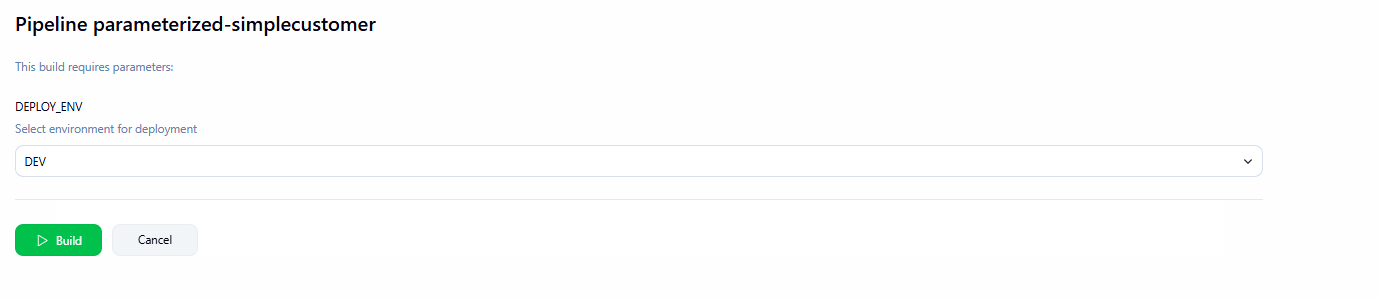 Pipeline parameterized-simplecustomer
This build requires parameters:
DEPLOY_ENV
Select environment for deployment
DEV
Build
Cancel